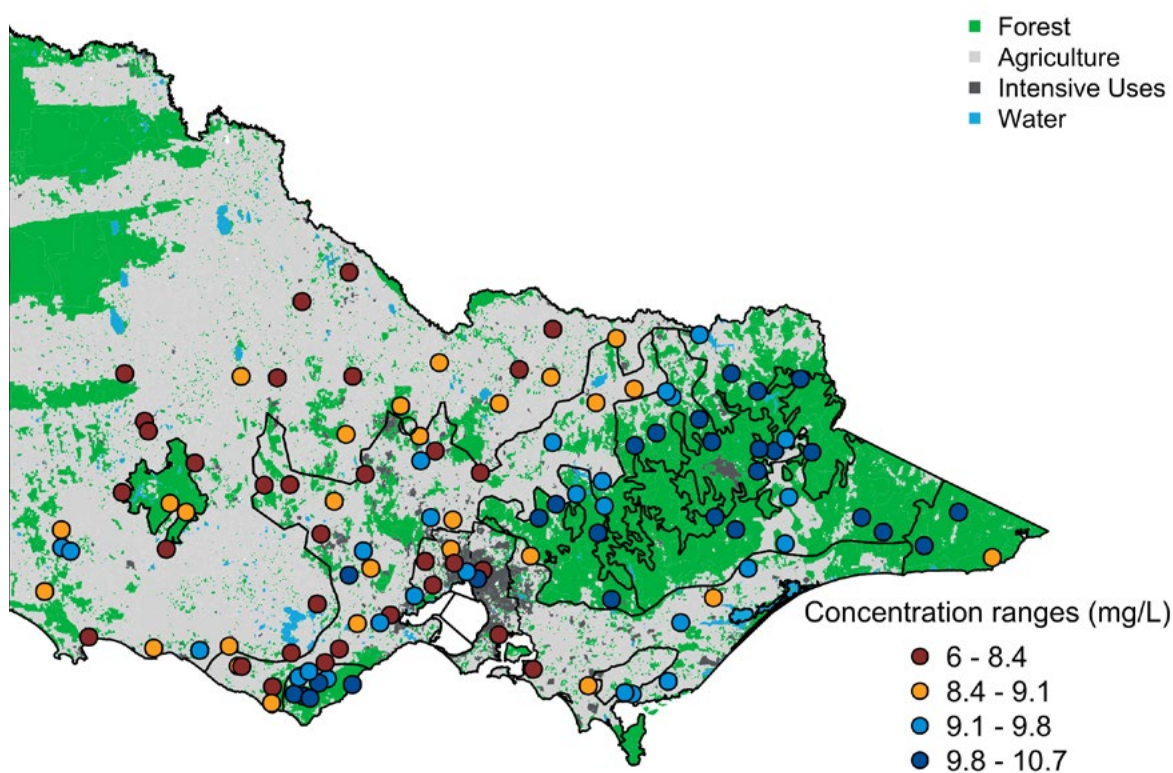 Forest
Agriculture
Intensive Uses
Water
Concentration ranges (mg/L)
6 - 8.4
8.4 - 9.1
9.1 - 9.8
9.8 - 10.7